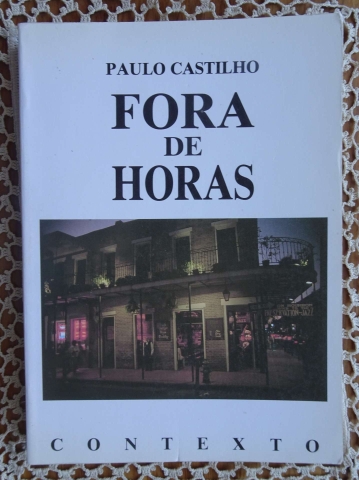 PAULO CASTILHO
FORA
DE
HORAS
CONTEXTO